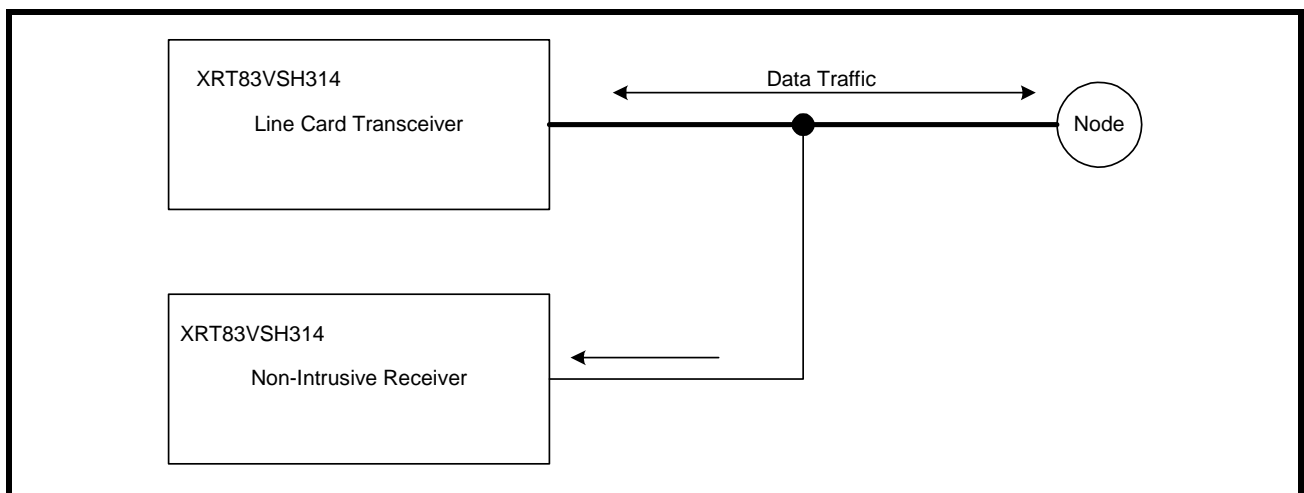 XRT83VSH314
Line Card Transceiver
Data Traffic
Node
XRT83VSH314
Non-Intrusive Receiver